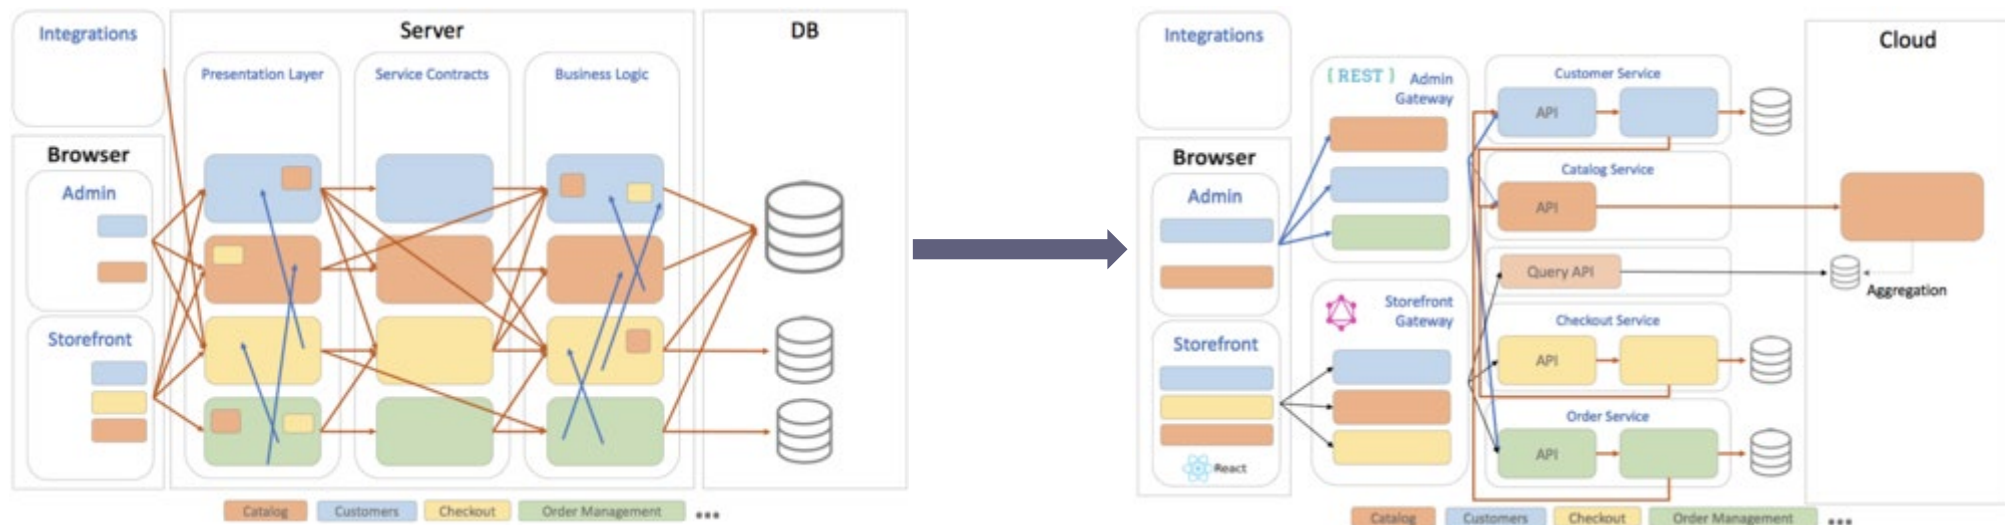 Integrations
Server
DB
Presentation Layer
Service Contracts
Business Logic
Browser
Admin
Storefront
Catalog
Customers
Checkout
Order Management
•••
Integrations
{ REST }
Admin
Gateway
Customer Service
Cloud
API
Browser
Admin
Catalog Service
API
Query API
Aggregation
Storefront
Gateway
Checkout Service
Storefront
API
Order Service
API
React
Catalog
Customers
Checkout
Order Management
•••